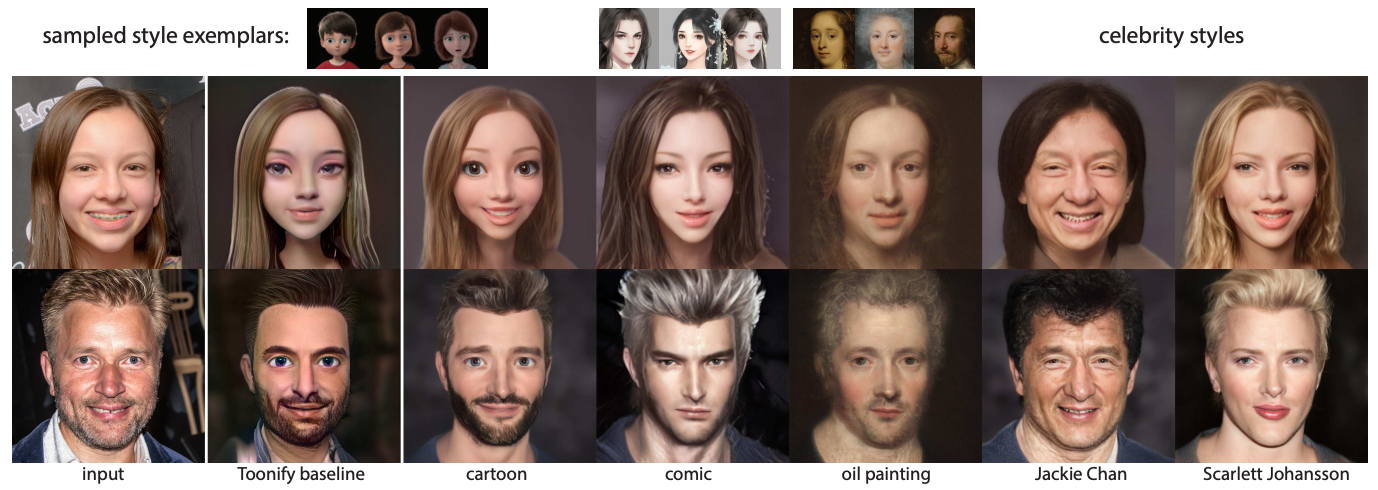 sampled style exemplars:
celebrity styles
input
Toonify baseline
cartoon
comic
oil painting
Jackie Chan
Scarlett Johansson